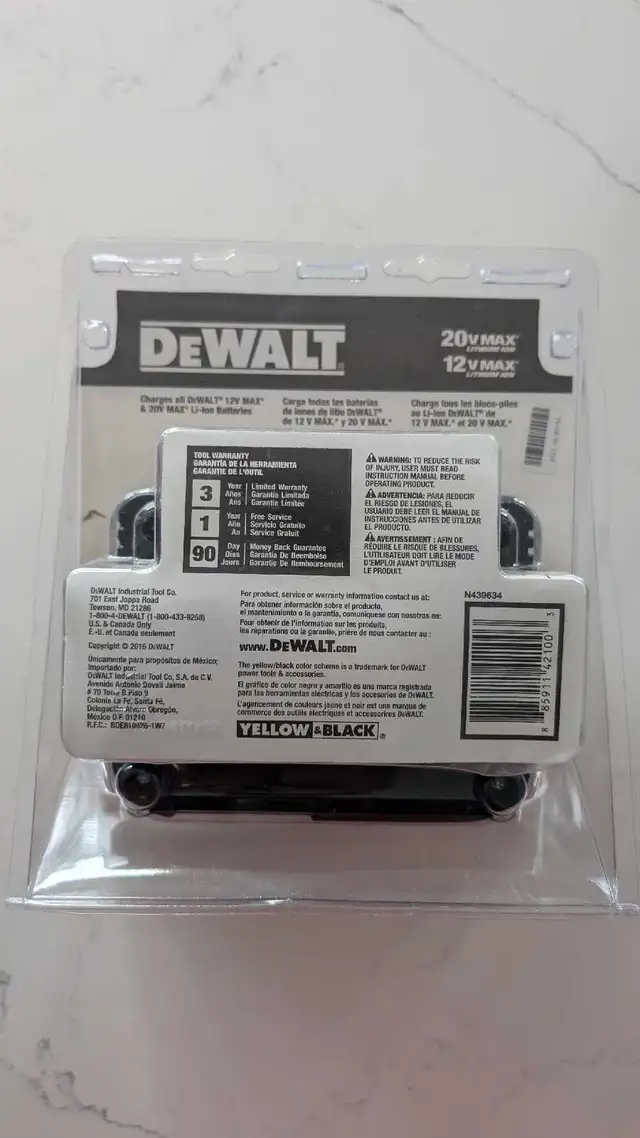 DEWALT
20V MAX*
LITHIUM ION
12V MAX*
LITHIUM ION
Charges all DeWALT® 12V MAX*
& 20V MAX* Li-Ion Batteries
Carga todas las baterías
de iones de litio DeWALT®
de 12 V MÁX.* y 20 V MÁX.*
Charge tous les blocs-piles
au Li-Ion DeWALT® de
12 V MAX.* et 20 V MAX.*
TOOL WARRANTY
GARANTÍA DE LA HERRAMIENTA
GARANTIE DE L'OUTIL
3 Year Limited Warranty
Años Garantía Limitada
Ans Garantie Limitée
1 Year Free Service
Año Servicio Gratuito
An Service Gratuit
90 Day Money Back Guarantee
Días Garantía De Reembolso
Jours Garantie De Remboursement
WARNING: TO REDUCE THE RISK
OF INJURY, USER MUST READ
INSTRUCTION MANUAL BEFORE
OPERATING PRODUCT.
ADVERTENCIA: PARA REDUCIR
EL RIESGO DE LESIONES, EL
USUARIO DEBE LEER EL MANUAL DE
INSTRUCCIONES ANTES DE UTILIZAR
EL PRODUCTO.
AVERTISSEMENT : AFIN DE
RÉDUIRE LE RISQUE DE BLESSURES,
L'UTILISATEUR DOIT LIRE LE MODE
D'EMPLOI AVANT D'UTILISER
LE PRODUIT.
DeWALT Industrial Tool Co.
701 East Joppa Road
Towson, MD 21286
1-800-4-DEWALT (1-800-433-9258)
U.S. & Canada Only
É.-U. et Canada seulement
Copyright © 2015 DeWALT
Únicamente para propósitos de México;
Importado por:
DeWALT Industrial Tool Co, S.A. de C.V.
Avenida Antonio Dovali Jaime
# 70 Torre B Piso 9
Colonia La Fe, Santa Fé,
Delegación Alvaro Obregón,
México D.F. 01210
R.F.C.: BDE810626-1W7
For product, service or warranty information contact us at:
Para obtener información sobre el producto,
el mantenimiento o la garantía, comuníquese con nosotros en:
Pour obtenir de l'information sur les produits,
les réparations ou la garantie, prière de nous contacter au :
www.DEWALT.com
The yellow/black color scheme is a trademark for DeWALT
power tools & accessories.
El gráfico de color negro y amarillo es una marca registrada
para las herramientas eléctricas y los accesorios de DeWALT.
L'agencement de couleurs jaune et noir est une marque de
commerce des outils électriques et accessoires DeWALT.
YELLOW & BLACK®
N439634
8 85911 42100 3